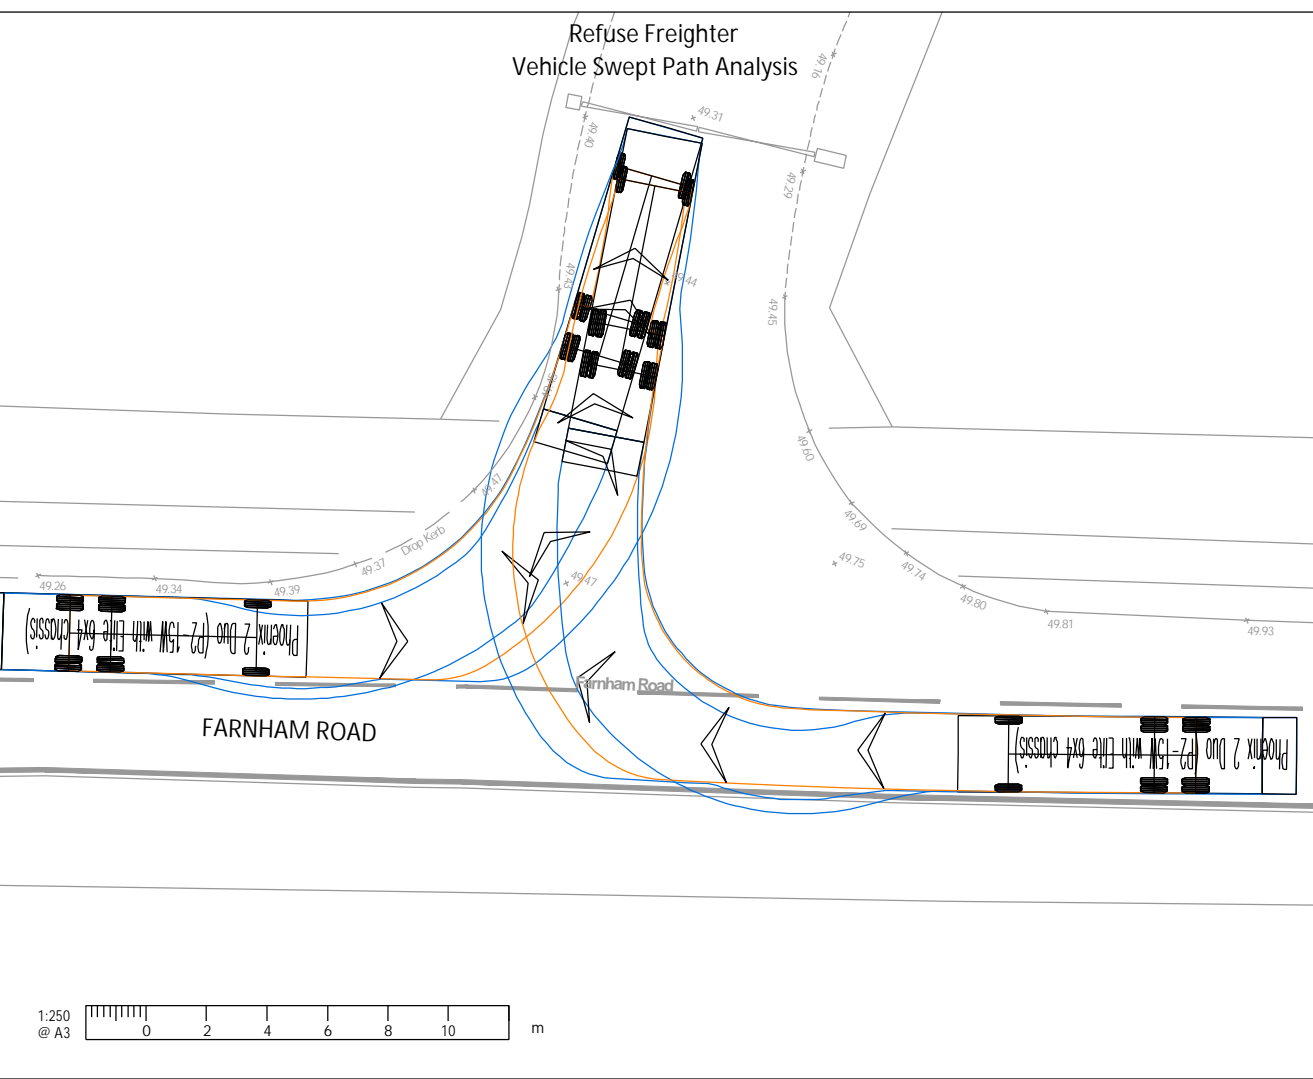 Refuse Freighter
Vehicle Swept Path Analysis
49.16
49.31
49.40
49.29
49.43
49.44
49.45
49.60
49.47
49.69
Drop Kerb
49.37
49.75
49.74
49.26
49.34
49.39
49.47
49.80
49.81
49.93
Phoenix 2 Duo (P2-15W with Elite 6x4 chassis)
Farnham Road
FARNHAM ROAD
Phoenix 2 Duo (P2-15W with Elite 6x4 chassis)
1:250
@ A3
0 2 4 6 8 10 m